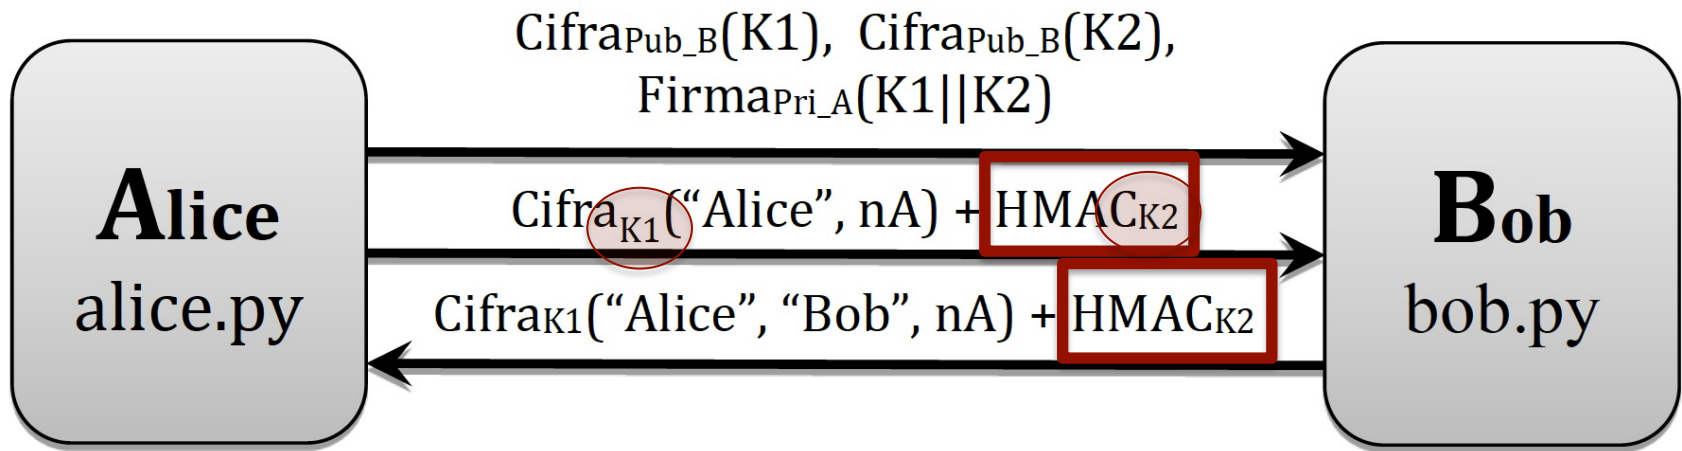 CifraPub_B(K1), CifraPub_B(K2),
FirmaPri_A(K1||K2)
Alice
alice.py
CifraK1(“Alice”, nA) + HMACK2
CifraK1(“Alice”, “Bob”, nA) + HMACK2
Bob
bob.py